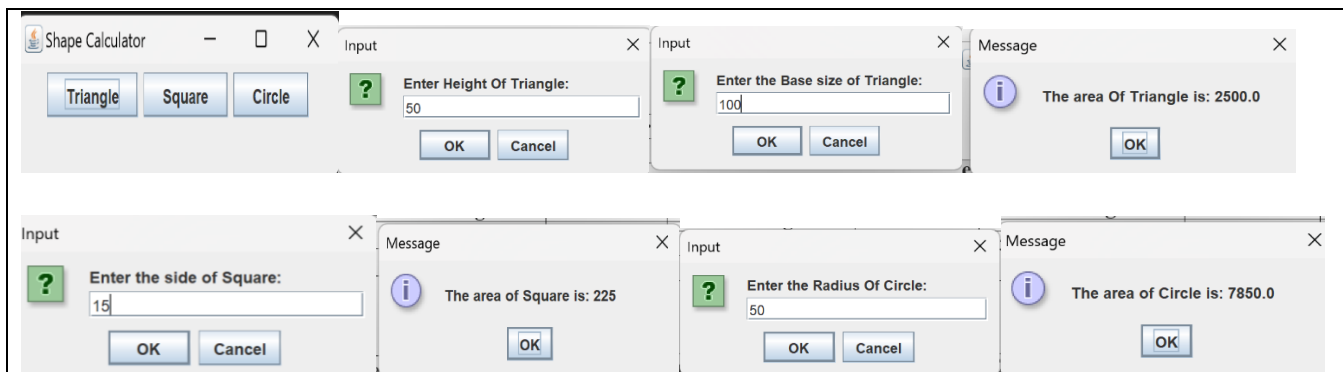 Shape Calculator
Triangle Square Circle
Input
Enter Height Of Triangle:
50
OK Cancel
Input
Enter the Base size of Triangle:
100
OK Cancel
Message
The area Of Triangle is: 2500.0
OK
Input
Enter the side of Square:
15
OK Cancel
Message
The area of Square is: 225
OK
Input
Enter the Radius Of Circle:
50
OK Cancel
Message
The area of Circle is: 7850.0
OK